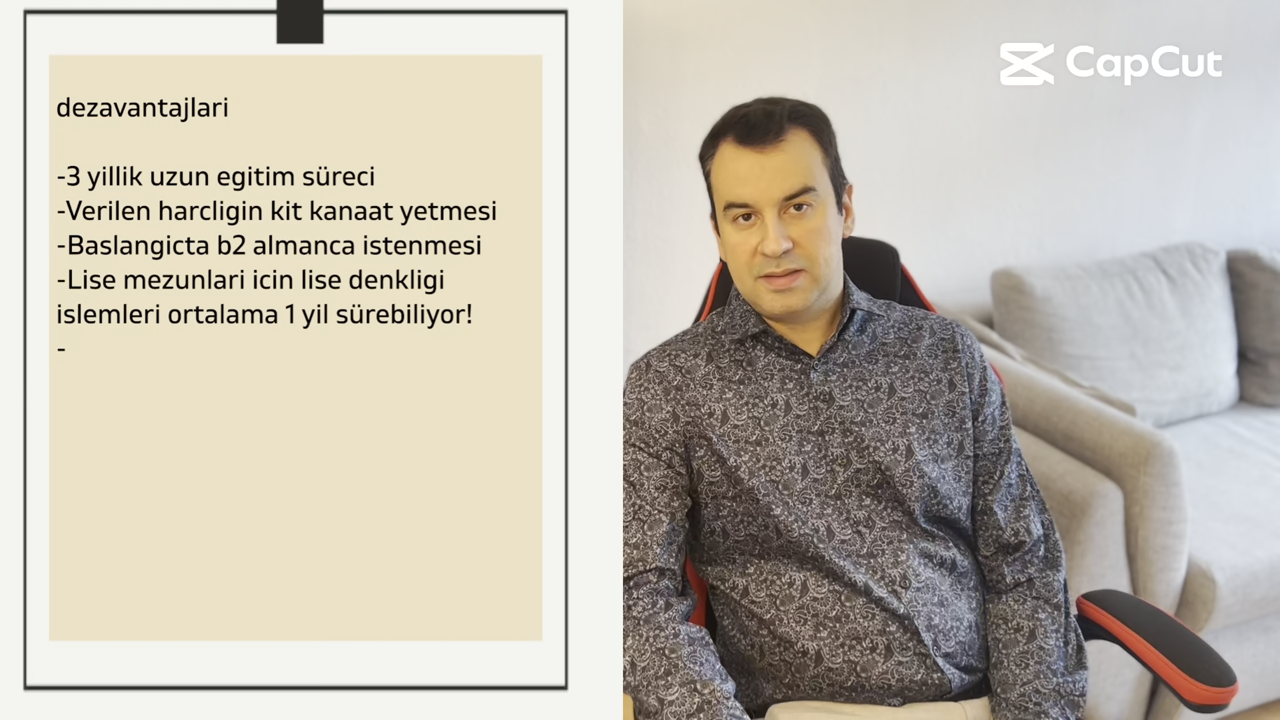 dezavantajlari
-3 yillik uzun egitim süreci
-Verilen harcligin kit kanaat yetmesi
-Baslangicta b2 almanca istenmesi
-Lise mezunlari icin lise denkligi
islemleri ortalama 1 yil sürebiliyor!
-
CapCut